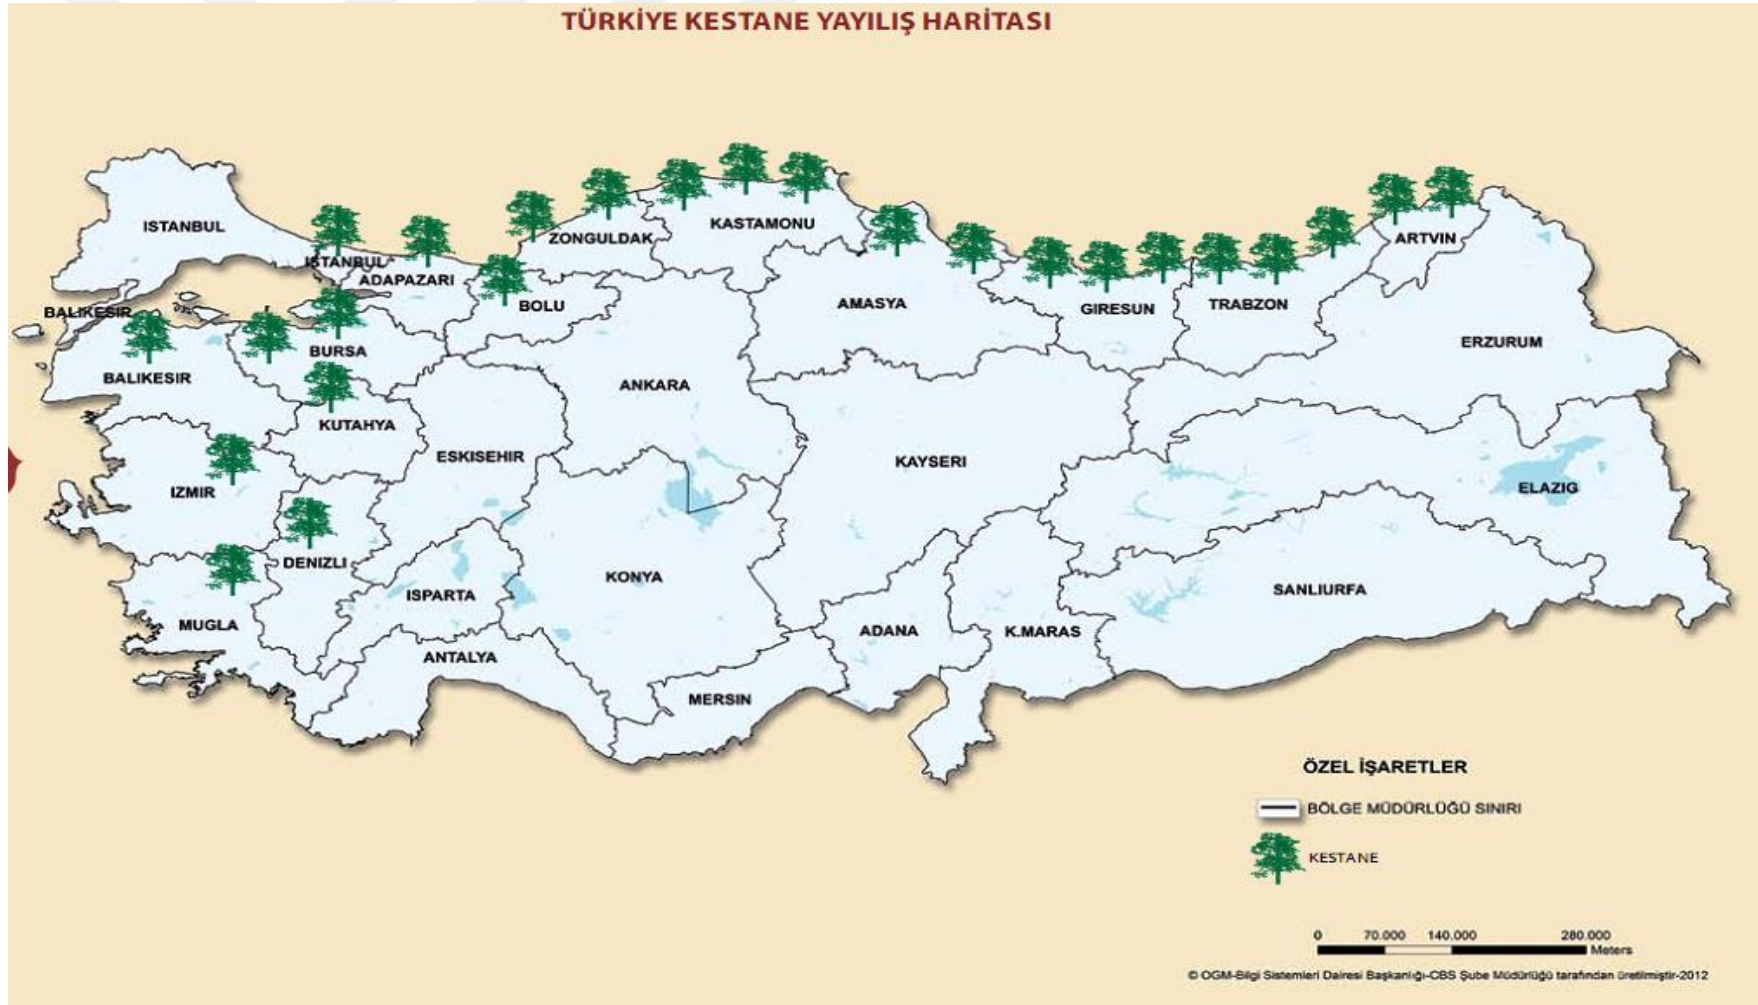 TÜRKİYE KESTANE YAYILIŞ HARİTASI
ISTANBUL
ISTANBUL
ADAPAZARI
ZONGULDAK
KASTAMONU
ARTVIN
BALIKESIR
BOLU
AMASYA
GIRESUN
TRABZON
BURSA
ERZURUM
BALIKESIR
ANKARA
KUTAHYA
ESKISEHIR
KAYSERI
IZMIR
ELAZIG
DENIZLI
KONYA
ISPARTA
SANLIURFA
MUGLA
ADANA
K.MARAS
ANTALYA
MERSIN
ÖZEL İŞARETLER
BÖLGE MÜDÜRLÜĞÜ SINIRI
KESTANE
0 70.000 140.000 280.000
Meters
© OGM-Bilgi Sistemleri Dairesi Başkanlığı-CBS Şube Müdürlüğü tarafından üretilmiştir-2012